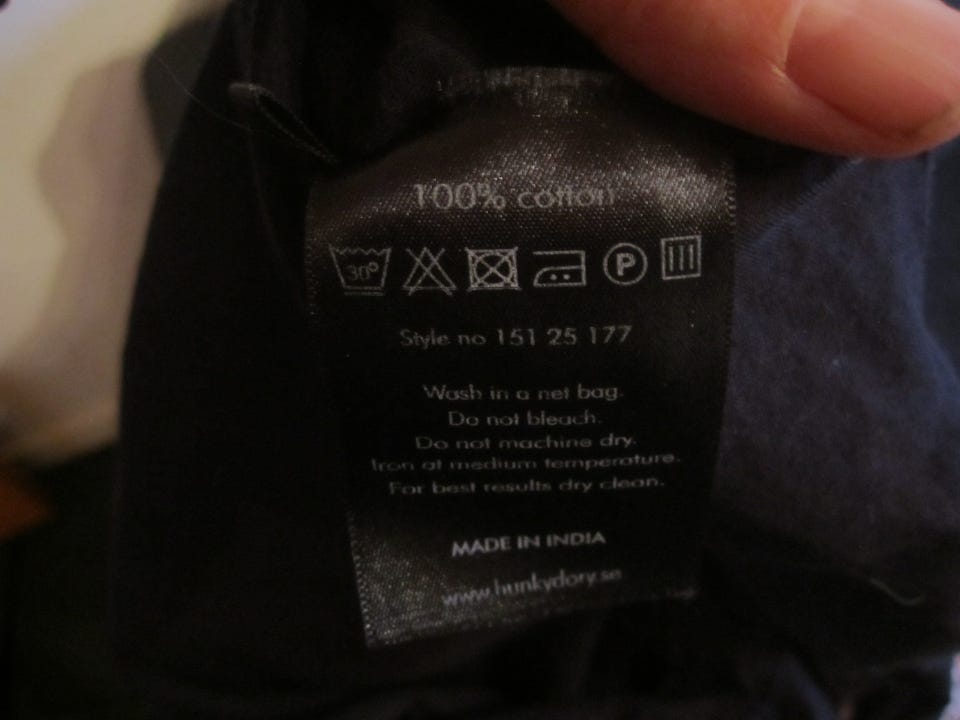 100% cotton
30° P
Style no 151 25 177
Wash in a net bag.
Do not bleach.
Do not machine dry.
Iron at medium temperature.
For best results dry clean.
MADE IN INDIA
www.hunkydory.se